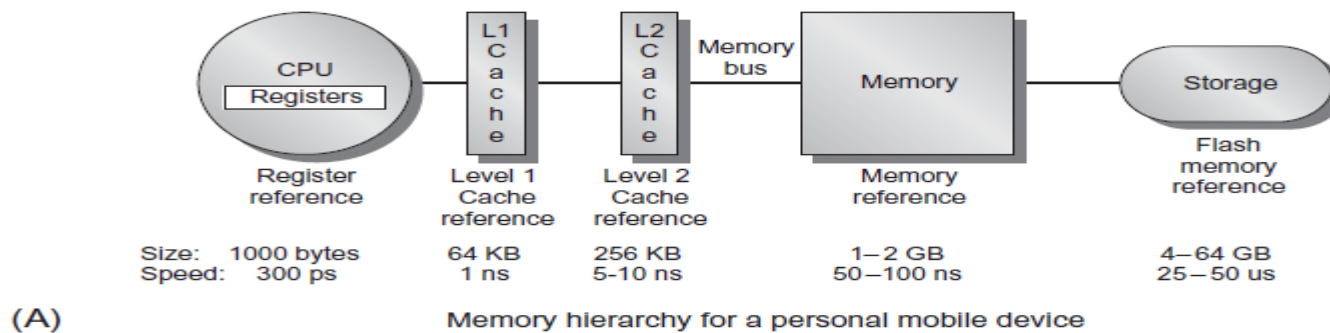 CPU
Registers
L1
C
a
c
h
e
L2
C
a
c
h
e
Memory
bus
Memory
Storage
Register
reference
Level 1
Cache
reference
Level 2
Cache
reference
Memory
reference
Flash
memory
reference
Size: 1000 bytes 64 KB 256 KB 1–2 GB 4–64 GB
Speed: 300 ps 1 ns 5-10 ns 50–100 ns 25–50 us
(A) Memory hierarchy for a personal mobile device